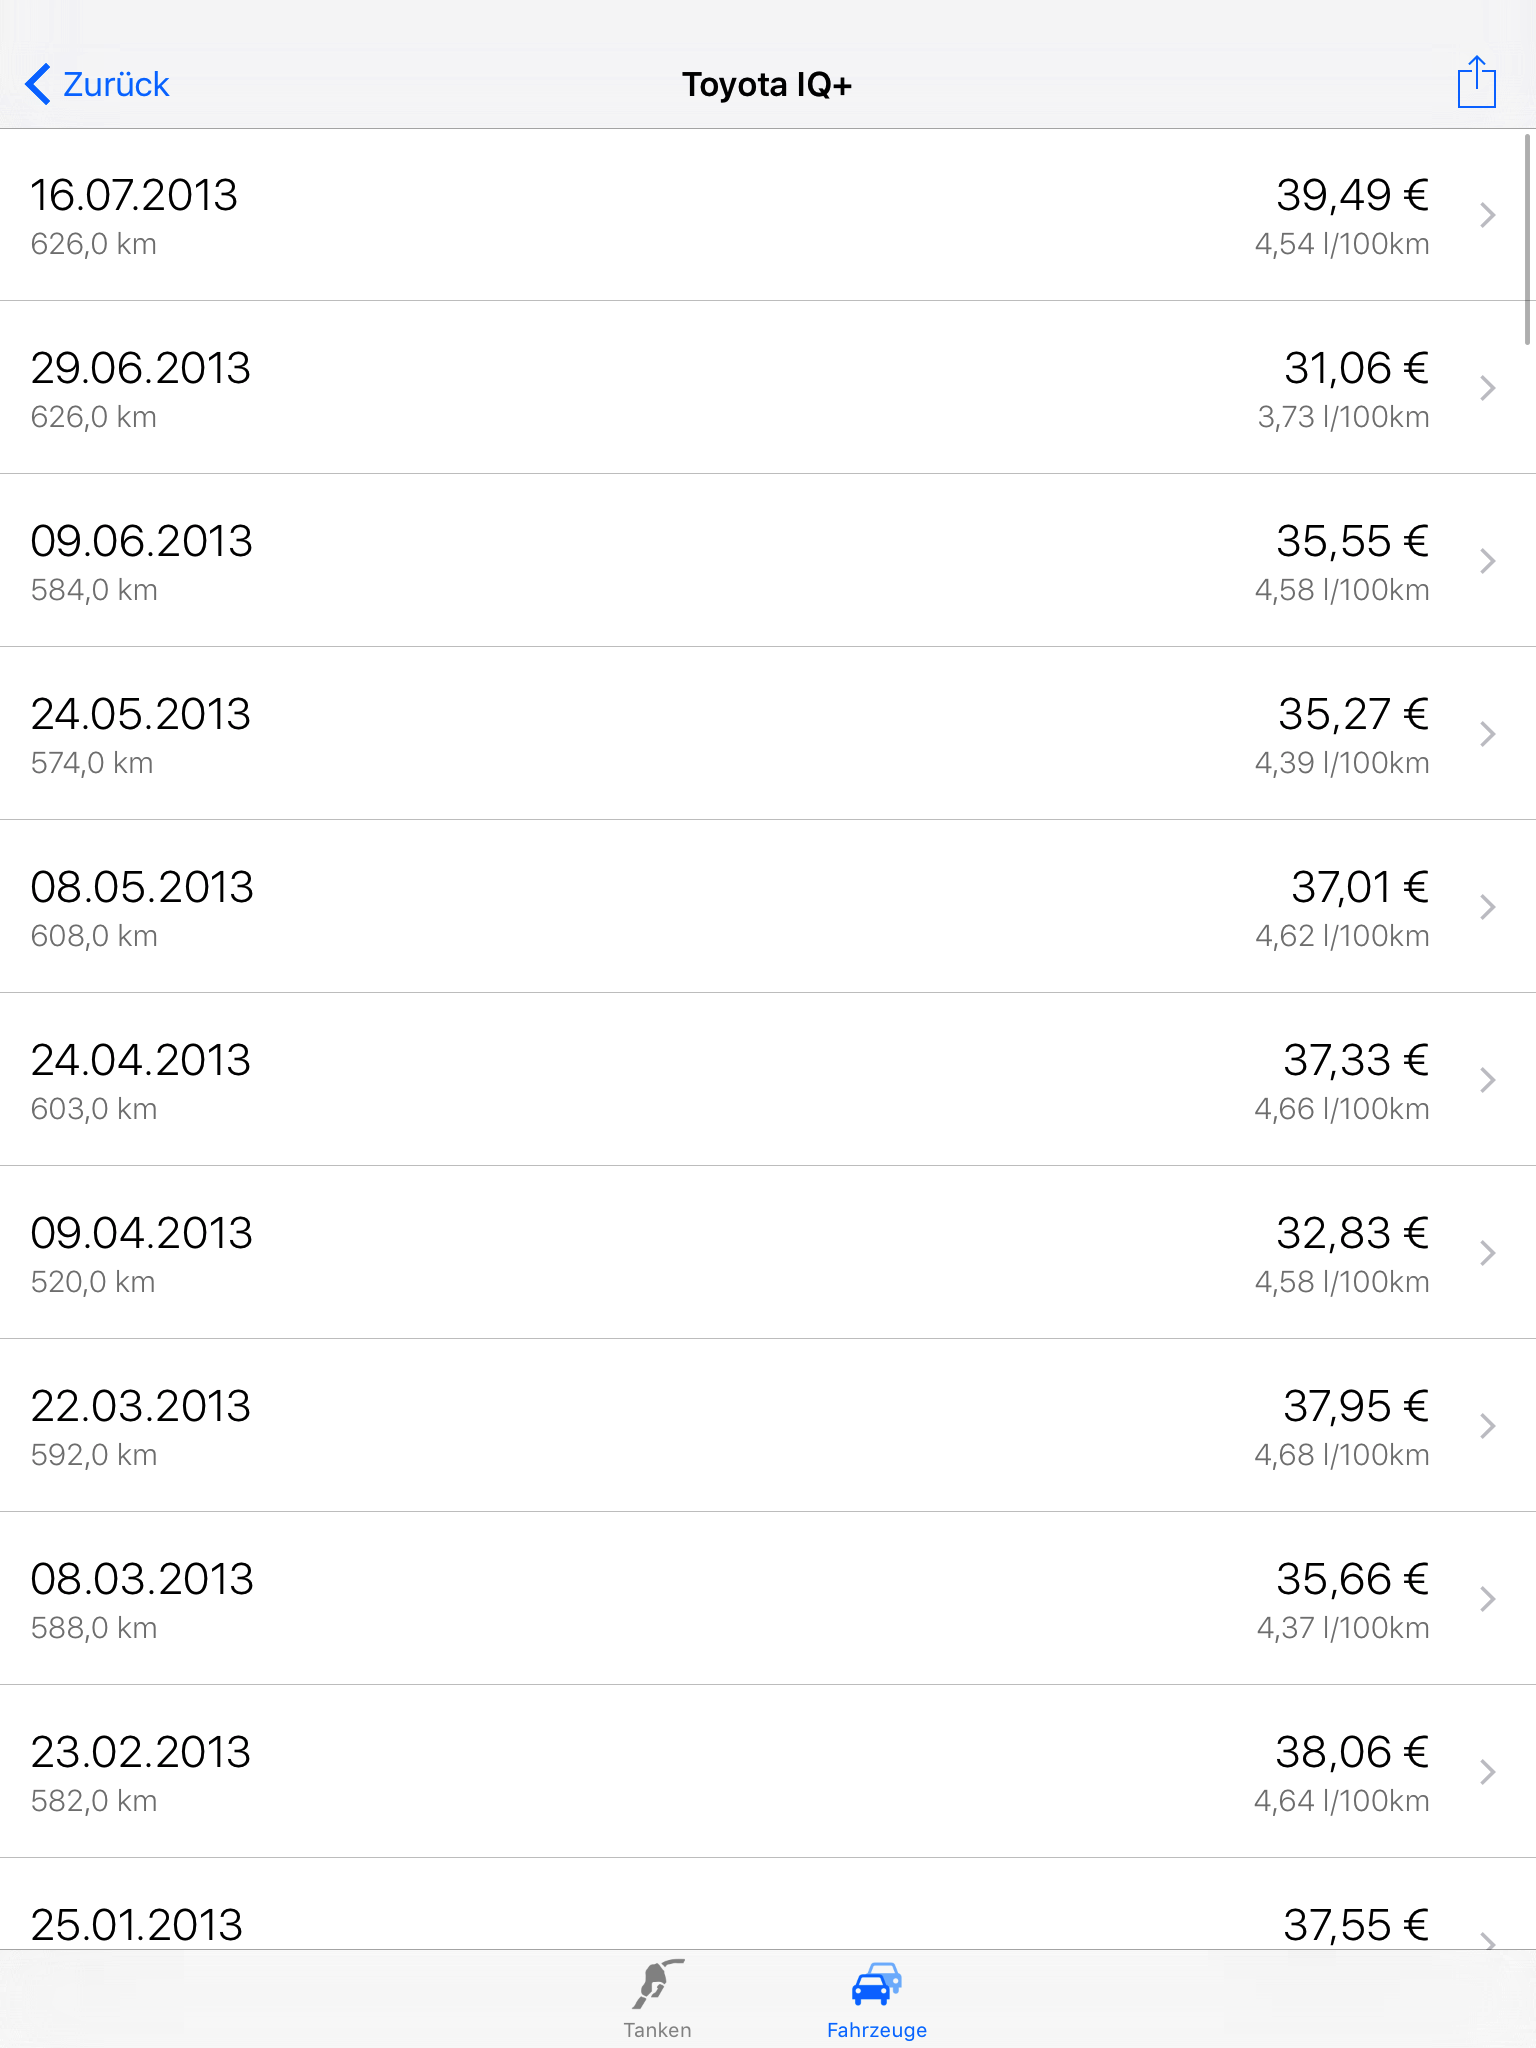 Zurück
Toyota IQ+
16.07.2013 39,49 €
626,0 km 4,54 l/100km
29.06.2013 31,06 €
626,0 km 3,73 l/100km
09.06.2013 35,55 €
584,0 km 4,58 l/100km
24.05.2013 35,27 €
574,0 km 4,39 l/100km
08.05.2013 37,01 €
608,0 km 4,62 l/100km
24.04.2013 37,33 €
603,0 km 4,66 l/100km
09.04.2013 32,83 €
520,0 km 4,58 l/100km
22.03.2013 37,95 €
592,0 km 4,68 l/100km
08.03.2013 35,66 €
588,0 km 4,37 l/100km
23.02.2013 38,06 €
582,0 km 4,64 l/100km
25.01.2013 37,55 €
Tanken
Fahrzeuge